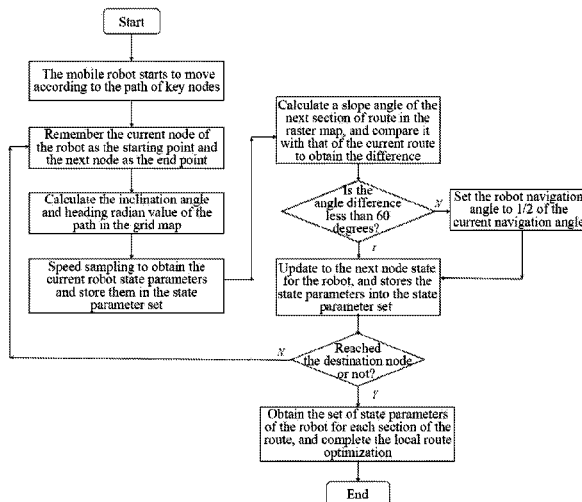 Start
The mobile robot starts to move
according to the path of key nodes
Remember the current node of
the robot as the starting point and
the next node as the end point
Calculate the inclination angle
and heading radian value of the
path in the grid map
Speed sampling to obtain the
current robot state parameters
and store them in the state
parameter set
Calculate a slope angle of the
next section of route in the
raster map, and compare it
with that of the current route
to obtain the difference
Is the
angle difference
less than 60
degrees?
N
Set the robot navigation
angle to 1/2 of the
current navigation angle
Y
Update to the next node state
for the robot, and stores the
state parameters into the state
parameter set
N
Reached
the destination node
or not?
Y
Obtain the set of state parameters
of the robot for each section of the
route, and complete the local route
optimization
End